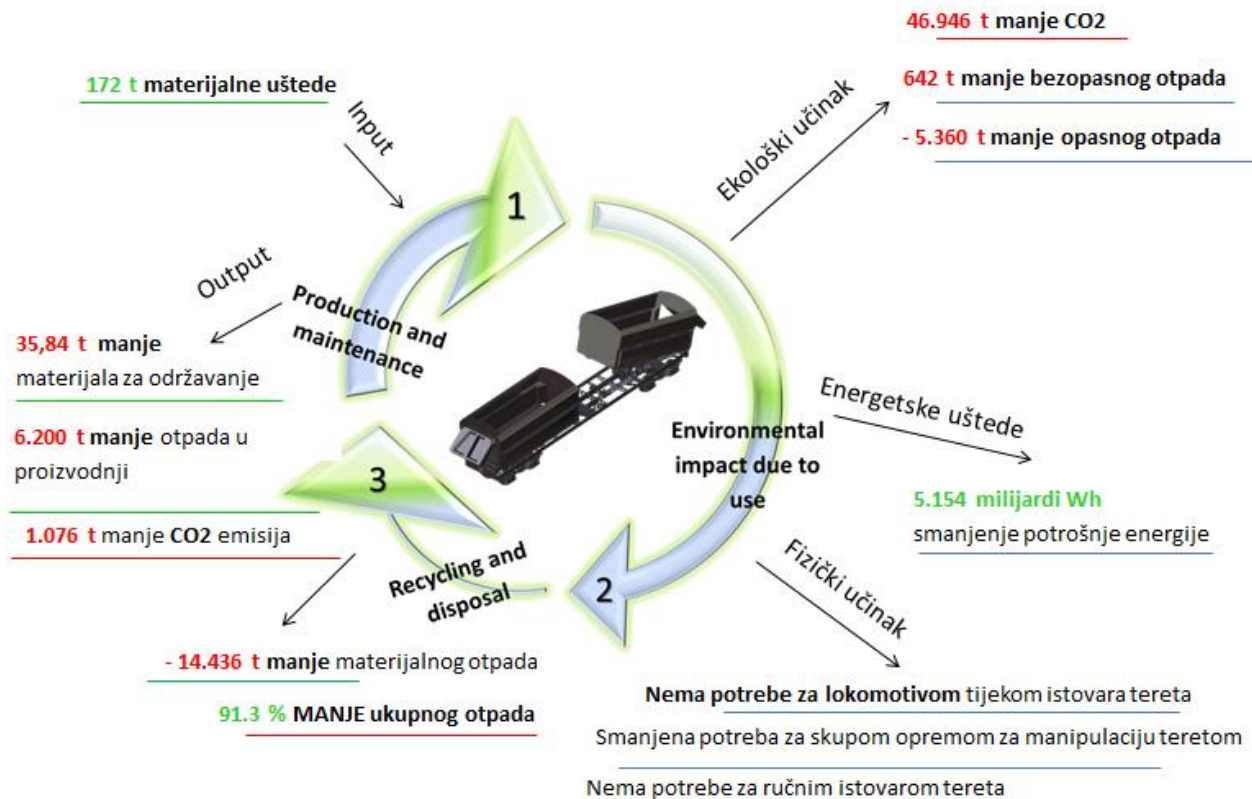 46.946 t manje CO2
172 t materijalne uštede
642 t manje bezopasnog otpada
- 5.360 t manje opasnog otpada
Input
Ekološki učinak
1
Output
Production and
maintenance
35,84 t manje
materijala za održavanje
6.200 t manje otpada u
proizvodnji
1.076 t manje CO2 emisija
Energetske uštede
Environmental
impact due to
use
5.154 milijardi Wh
smanjenje potrošnje energije
3
Recycling and
disposal
2
Fizički učinak
- 14.436 t manje materijalnog otpada
91.3 % MANJE ukupnog otpada
Nema potrebe za lokomotivom tijekom istovara tereta
Smanjena potreba za skupom opremom za manipulaciju teretom
Nema potrebe za ručnim istovarom tereta